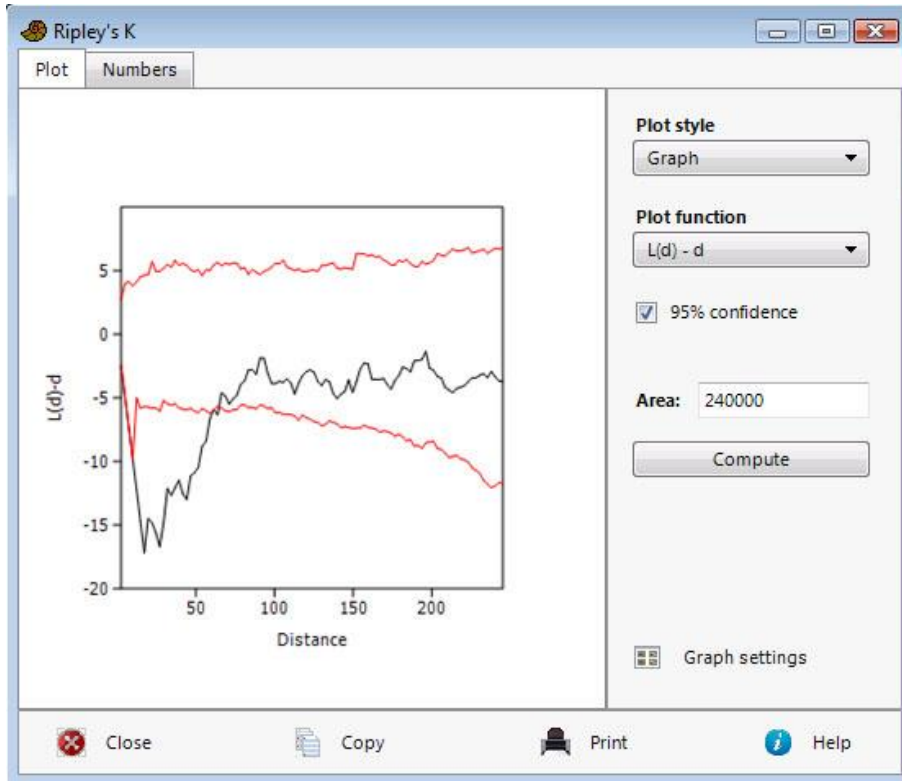 Ripley's K
Plot Numbers
Plot style
Graph
Plot function
L(d) - d
95% confidence
Area: 240000
Compute
Graph settings
5
0
-5
-10
-15
-20
L(d)-d
50 100 150 200
Distance
Close Copy Print Help